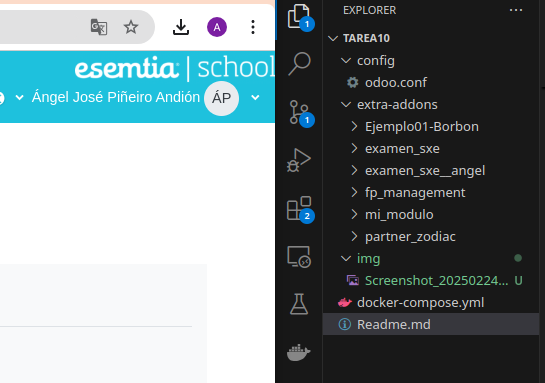 A
esemtia | school
Ángel José Piñeiro Andión
ÁP
EXPLORER
1
TAREA10
config
odoo.conf
extra-addons
1
Ejemplo01-Borbon
examen_sxe
examen_sxe__angel
fp_management
2
mi_modulo
partner_zodiac
img
Screenshot_20250224... U
docker-compose.yml
Readme.md